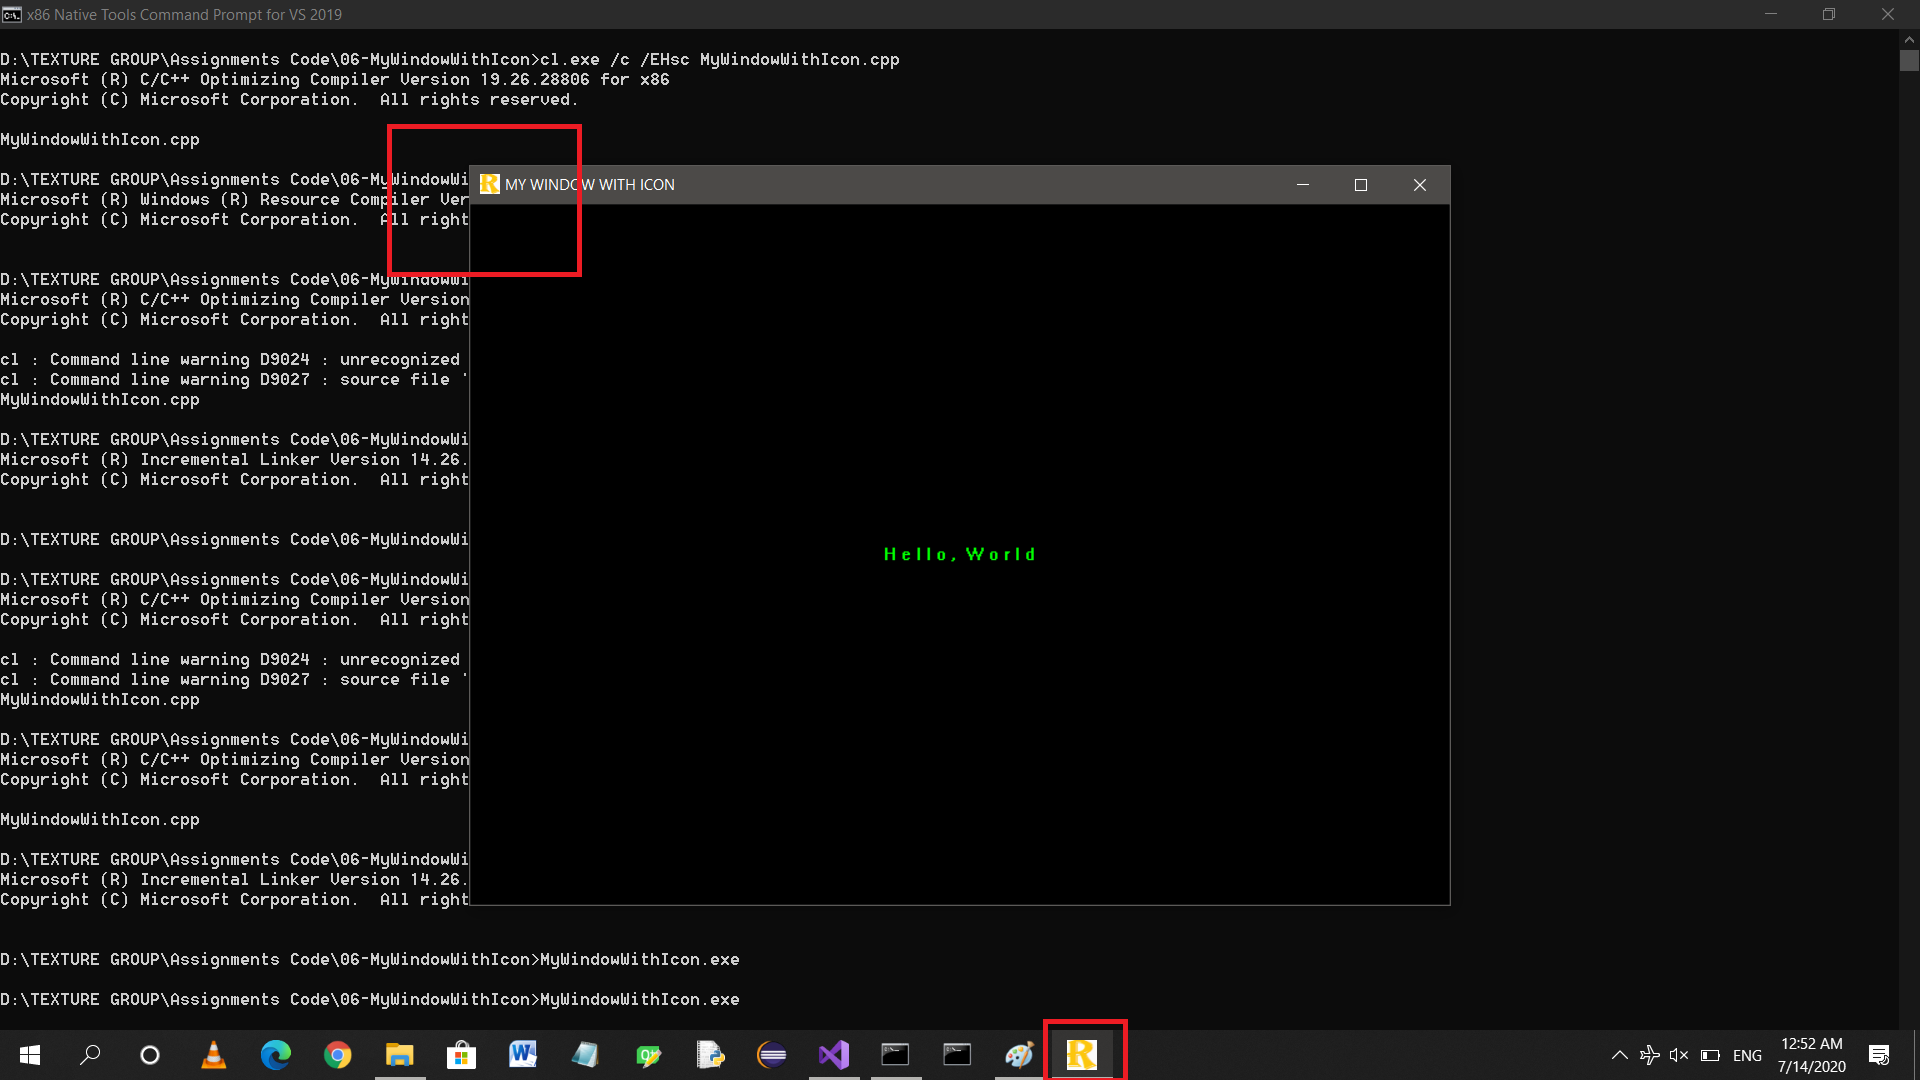 x86 Native Tools Command Prompt for VS 2019
D:\TEXTURE GROUP\Assignments Code\06-MyWindowWithIcon>cl.exe /c /EHsc MyWindowWithIcon.cpp
Microsoft (R) C/C++ Optimizing Compiler Version 19.26.28806 for x86
Copyright (C) Microsoft Corporation.  All rights reserved.
MyWindowWithIcon.cpp
D:\TEXTURE GROUP\Assignments Code\06-MyWindowWi
Microsoft (R) Windows (R) Resource Compiler Ver
Copyright (C) Microsoft Corporation.  All right
R MY WINDOW WITH ICON
D:\TEXTURE GROUP\Assignments Code\06-MyWindowWi
Microsoft (R) C/C++ Optimizing Compiler Version
Copyright (C) Microsoft Corporation.  All right
cl : Command line warning D9024 : unrecognized
cl : Command line warning D9027 : source file '
MyWindowWithIcon.cpp
D:\TEXTURE GROUP\Assignments Code\06-MyWindowWi
Microsoft (R) Incremental Linker Version 14.26.
Copyright (C) Microsoft Corporation.  All right
D:\TEXTURE GROUP\Assignments Code\06-MyWindowWi
Hello, World
D:\TEXTURE GROUP\Assignments Code\06-MyWindowWi
Microsoft (R) C/C++ Optimizing Compiler Version
Copyright (C) Microsoft Corporation.  All right
cl : Command line warning D9024 : unrecognized
cl : Command line warning D9027 : source file '
MyWindowWithIcon.cpp
D:\TEXTURE GROUP\Assignments Code\06-MyWindowWi
Microsoft (R) C/C++ Optimizing Compiler Version
Copyright (C) Microsoft Corporation.  All right
MyWindowWithIcon.cpp
D:\TEXTURE GROUP\Assignments Code\06-MyWindowWi
Microsoft (R) Incremental Linker Version 14.26.
Copyright (C) Microsoft Corporation.  All right
D:\TEXTURE GROUP\Assignments Code\06-MyWindowWithIcon>MyWindowWithIcon.exe
D:\TEXTURE GROUP\Assignments Code\06-MyWindowWithIcon>MyWindowWithIcon.exe
R
ENG
12:52 AM
7/14/2020